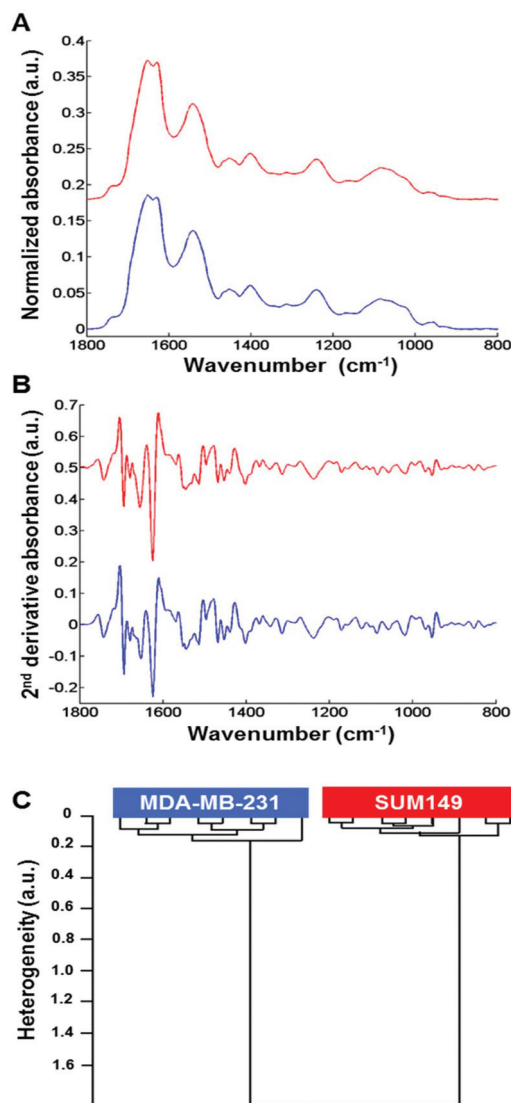 A
0.4
0.35
0.3
0.25
0.2
0.15
0.1
0.05
0
Normalized absorbance (a.u.)
1800 1600 1400 1200 1000 800
Wavenumber (cm-1)
B
0.7
0.6
0.5
0.4
0.3
0.2
0.1
0
-0.1
-0.2
2nd derivative absorbance (a.u.)
1800 1600 1400 1200 1000 800
Wavenumber (cm-1)
C
MDA-MB-231 SUM149
0
0.2
0.4
0.6
0.8
1.0
1.2
1.4
1.6
Heterogeneity (a.u.)